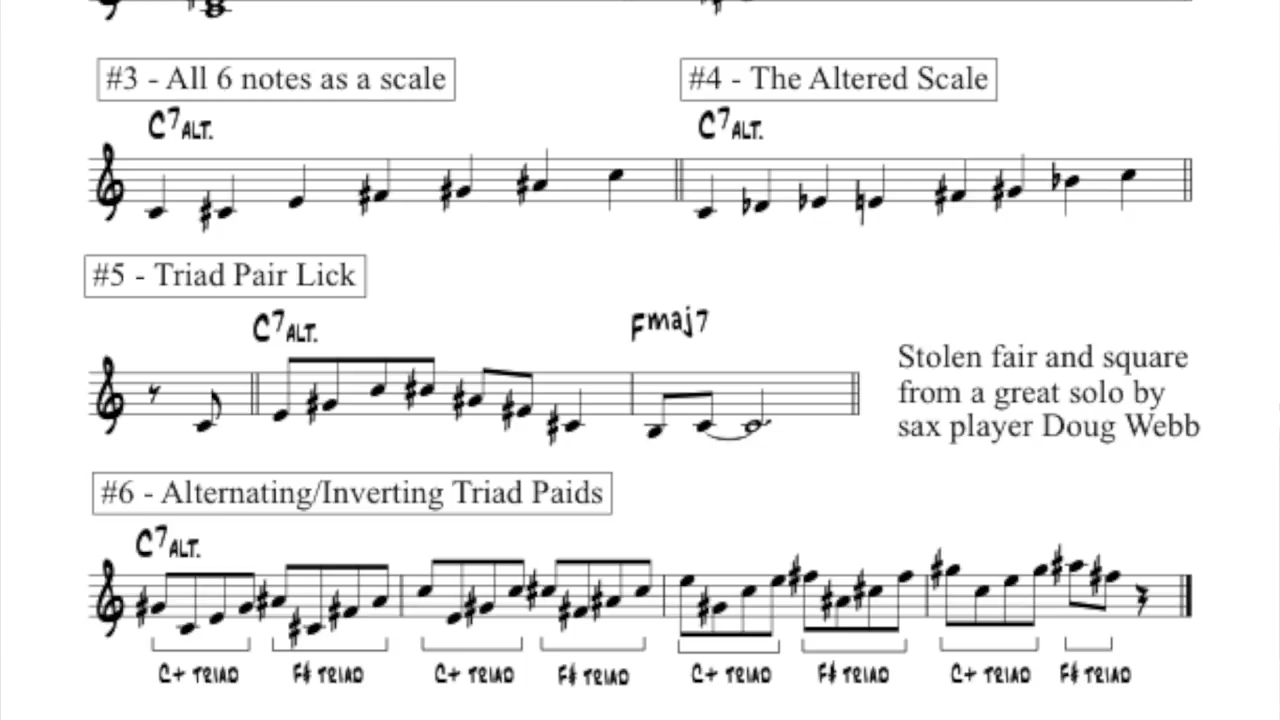 #3 - All 6 notes as a scale
#4 - The Altered Scale
C7ALT.
C7ALT.
#5 - Triad Pair Lick
C7ALT.
Fmaj7
Stolen fair and square
from a great solo by
sax player Doug Webb
#6 - Alternating/Inverting Triad Paids
C7ALT.
C+ TRIAD
F# TRIAD
C+ TRIAD
F# TRIAD
C+ TRIAD
F# TRIAD
C+ TRIAD
F# TRIAD